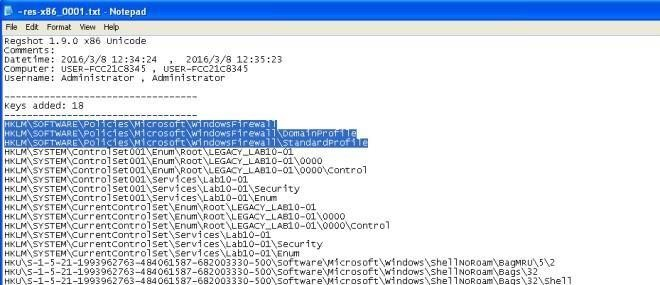 ~res-x86_0001.txt - Notepad
File Edit Format View Help
Regshot 1.9.0 x86 Unicode
Comments:
Datetime: 2016/3/8 12:34:24 , 2016/3/8 12:35:23
Computer: USER-FCC21C8345 , USER-FCC21C8345
Username: Administrator , Administrator
----------------------------------
Keys added: 18
----------------------------------
HKLM\SOFTWARE\Policies\Microsoft\WindowsFirewall
HKLM\SOFTWARE\Policies\Microsoft\WindowsFirewall\DomainProfile
HKLM\SOFTWARE\Policies\Microsoft\WindowsFirewall\StandardProfile
HKLM\SYSTEM\ControlSet001\Enum\Root\LEGACY_LAB10-01
HKLM\SYSTEM\ControlSet001\Enum\Root\LEGACY_LAB10-01\0000
HKLM\SYSTEM\ControlSet001\Enum\Root\LEGACY_LAB10-01\0000\Control
HKLM\SYSTEM\ControlSet001\Services\Lab10-01
HKLM\SYSTEM\ControlSet001\Services\Lab10-01\Security
HKLM\SYSTEM\ControlSet001\Services\Lab10-01\Enum
HKLM\SYSTEM\CurrentControlSet\Enum\Root\LEGACY_LAB10-01
HKLM\SYSTEM\CurrentControlSet\Enum\Root\LEGACY_LAB10-01\0000
HKLM\SYSTEM\CurrentControlSet\Enum\Root\LEGACY_LAB10-01\0000\Control
HKLM\SYSTEM\CurrentControlSet\Services\Lab10-01
HKLM\SYSTEM\CurrentControlSet\Services\Lab10-01\Security
HKLM\SYSTEM\CurrentControlSet\Services\Lab10-01\Enum
HKU\S-1-5-21-1993962763-484061587-682003330-500\Software\Microsoft\Windows\ShellNoRoam\BagMRU\5\2
HKU\S-1-5-21-1993962763-484061587-682003330-500\Software\Microsoft\Windows\ShellNoRoam\Bags\32
HKU\S-1-5-21-1993962763-484061587-682003330-500\Software\Microsoft\Windows\ShellNoRoam\Bags\32\Shell